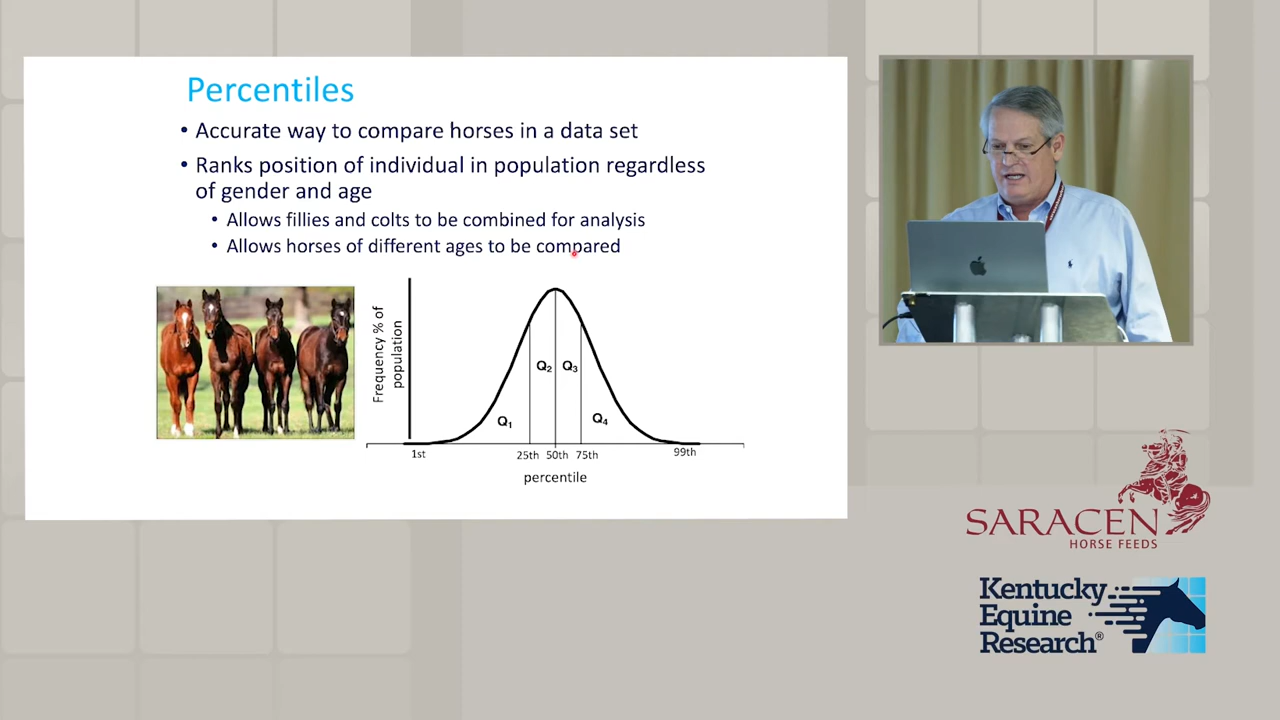 Percentiles
• Accurate way to compare horses in a data set
• Ranks position of individual in population regardless
of gender and age
• Allows fillies and colts to be combined for analysis
• Allows horses of different ages to be compared
Frequency % of
population
Q1
Q2
Q3
Q4
1st
25th
50th
75th
99th
percentile
SARACEN
HORSE FEEDS
Kentucky
Equine
Research®